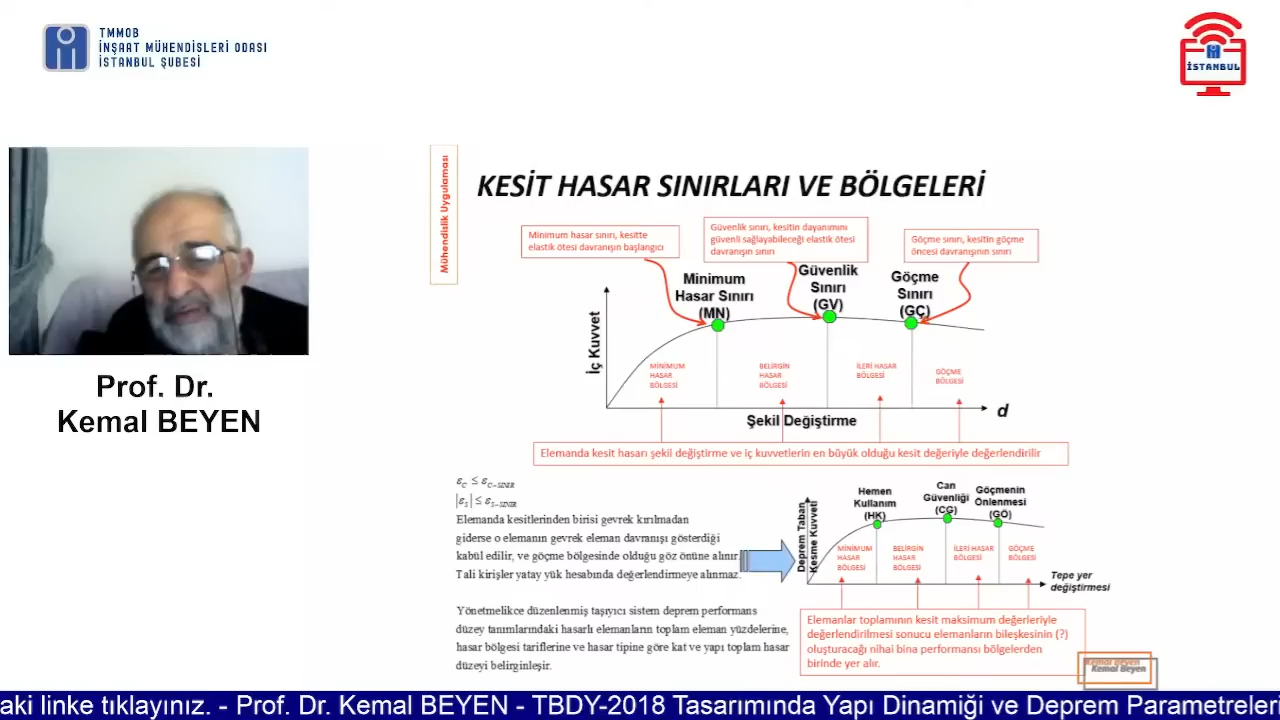 TMMOB
İNŞAAT MÜHENDİSLERİ ODASI
İSTANBUL ŞUBESİ
İSTANBUL
Prof. Dr.
Kemal BEYEN
Mühendislik Uygulaması
KESİT HASAR SINIRLARI VE BÖLGELERİ
Minimum hasar sınırı, kesitte
elastik ötesi davranışın başlangıcı
Güvenlik sınırı, kesitin dayanımını
güvenli sağlayabileceği elastik ötesi
davranışın sınırı
Göçme sınırı, kesitin göçme
öncesi davranışının sınırı
Minimum
Hasar Sınırı
(MN)
Güvenlik
Sınırı
(GV)
Göçme
Sınırı
(GÇ)
İç Kuvvet
MİNİMUM
HASAR
BÖLGESİ
BELİRGİN
HASAR
BÖLGESİ
İLERİ HASAR
BÖLGESİ
GÖÇME
BÖLGESİ
Şekil Değiştirme
d
Elemanda kesit hasarı şekil değiştirme ve iç kuvvetlerin en büyük olduğu kesit değeriyle değerlendirilir
εC ≤ εC-SINIR
|εS| ≤ εS-SINIR
Elemanda kesitlerinden birisi gevrek kırılmadan
giderse o elemanın gevrek eleman davranışı gösterdiği
kabül edilir, ve göçme bölgesinde olduğu göz önüne alınır.
Tali kirişler yatay yük hesabında değerlendirmeye alınmaz.
Yönetmelikce düzenlenmiş taşıyıcı sistem deprem performans
düzey tanımlarındaki hasarlı elemanların toplam eleman yüzdelerine,
hasar bölgesi tariflerine ve hasar tipine göre kat ve yapı toplam hasar
düzeyi belirginleşir.
Hemen
Kullanım
(HK)
Can
Güvenliği
(CG)
Göçmenin
Önlenmesi
(GÖ)
Deprem Taban
Kesme Kuvveti
MİNİMUM
HASAR
BÖLGESİ
BELİRGİN
HASAR
BÖLGESİ
İLERİ HASAR
BÖLGESİ
GÖÇME
BÖLGESİ
Tepe yer
değiştirmesi
Elemanlar toplamının kesit maksimum değerleriyle
değerlendirilmesi sonucu elemanların bileşkesinin (?)
oluşturacağı nihai bina performansı bölgelerden
birinde yer alır.
Kemal Beyen
Kemal Beyen
aki linke tıklayınız. - Prof. Dr. Kemal BEYEN - TBDY-2018 Tasarımında Yapı Dinamiği ve Deprem Parametreleri